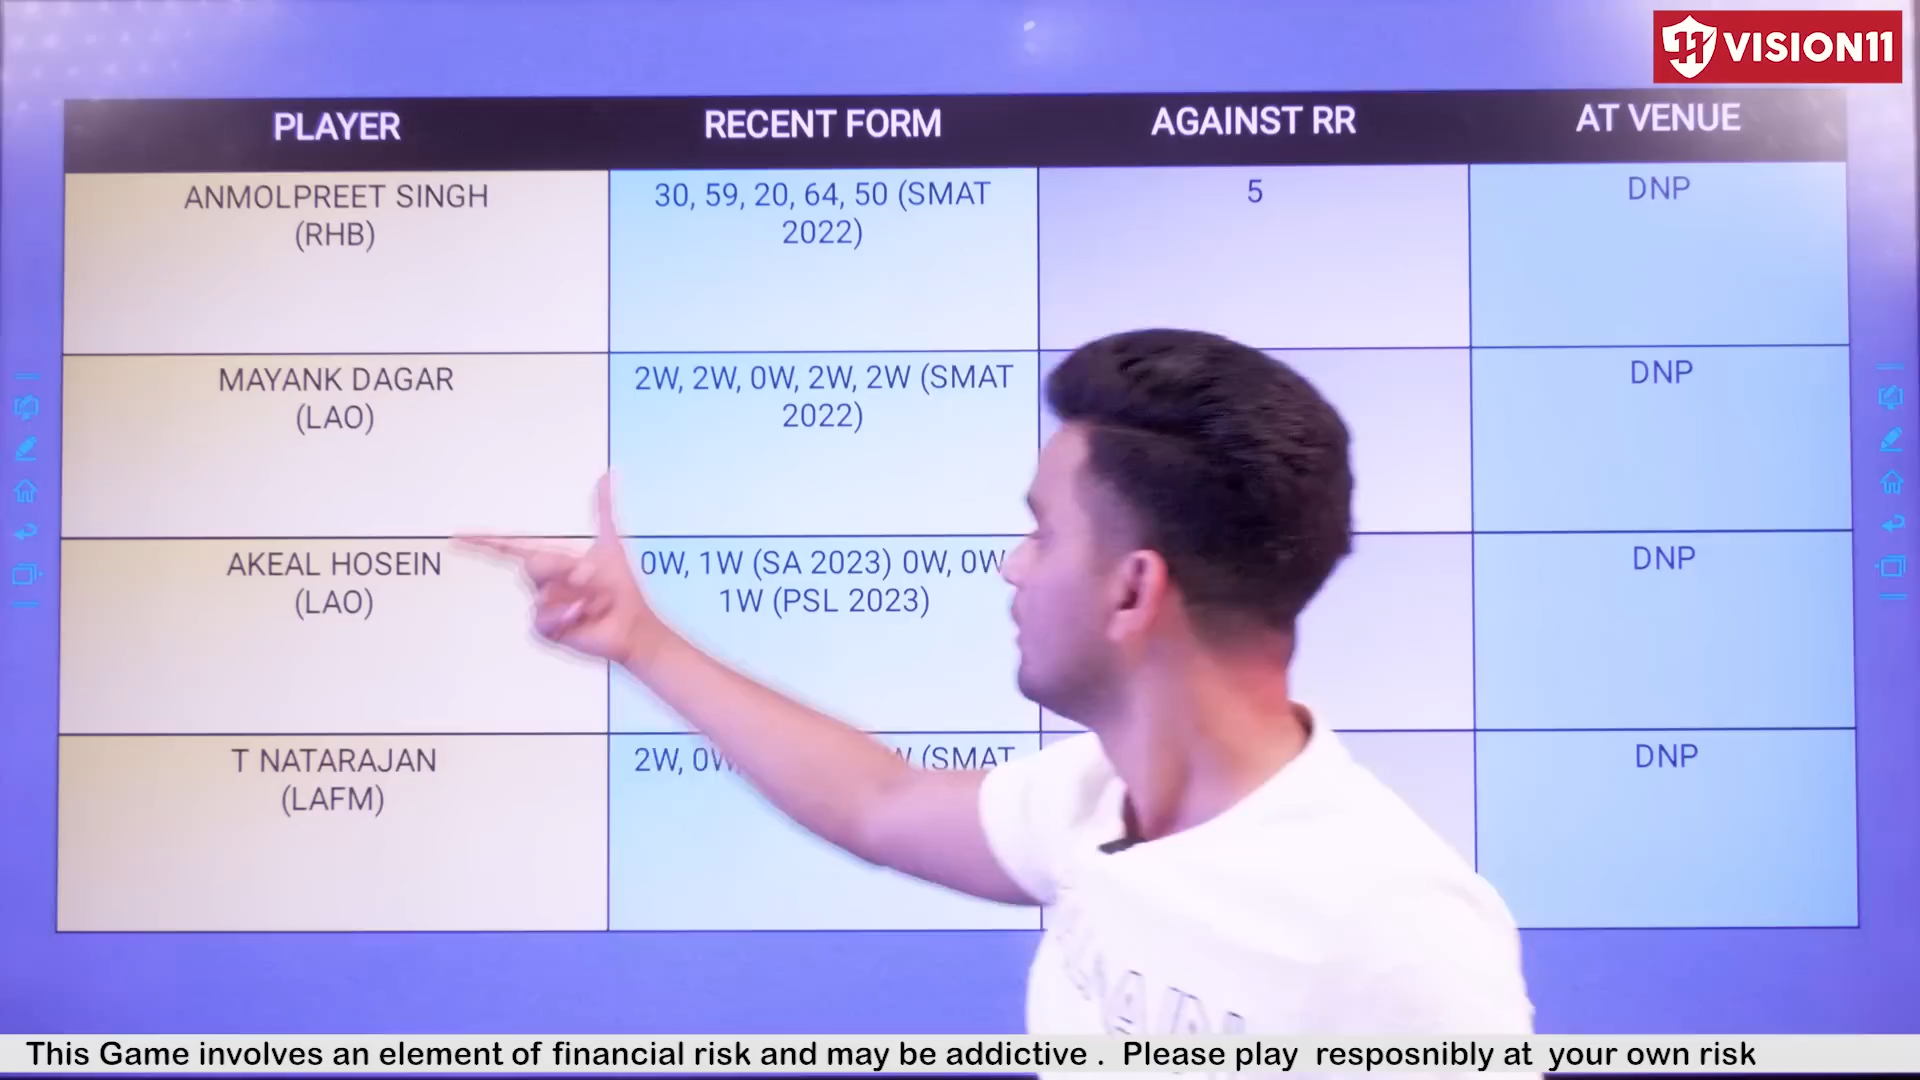 VISION11
PLAYER RECENT FORM AGAINST RR AT VENUE
ANMOLPREET SINGH
(RHB)
30, 59, 20, 64, 50 (SMAT
2022)
5
DNP
MAYANK DAGAR
(LAO)
2W, 2W, 0W, 2W, 2W (SMAT
2022)
DNP
AKEAL HOSEIN
(LAO)
0W, 1W (SA 2023) 0W, 0W
1W (PSL 2023)
DNP
T NATARAJAN
(LAFM)
2W, (SMAT
DNP
This Game involves an element of financial risk and may be addictive . Please play resposnibly at your own risk